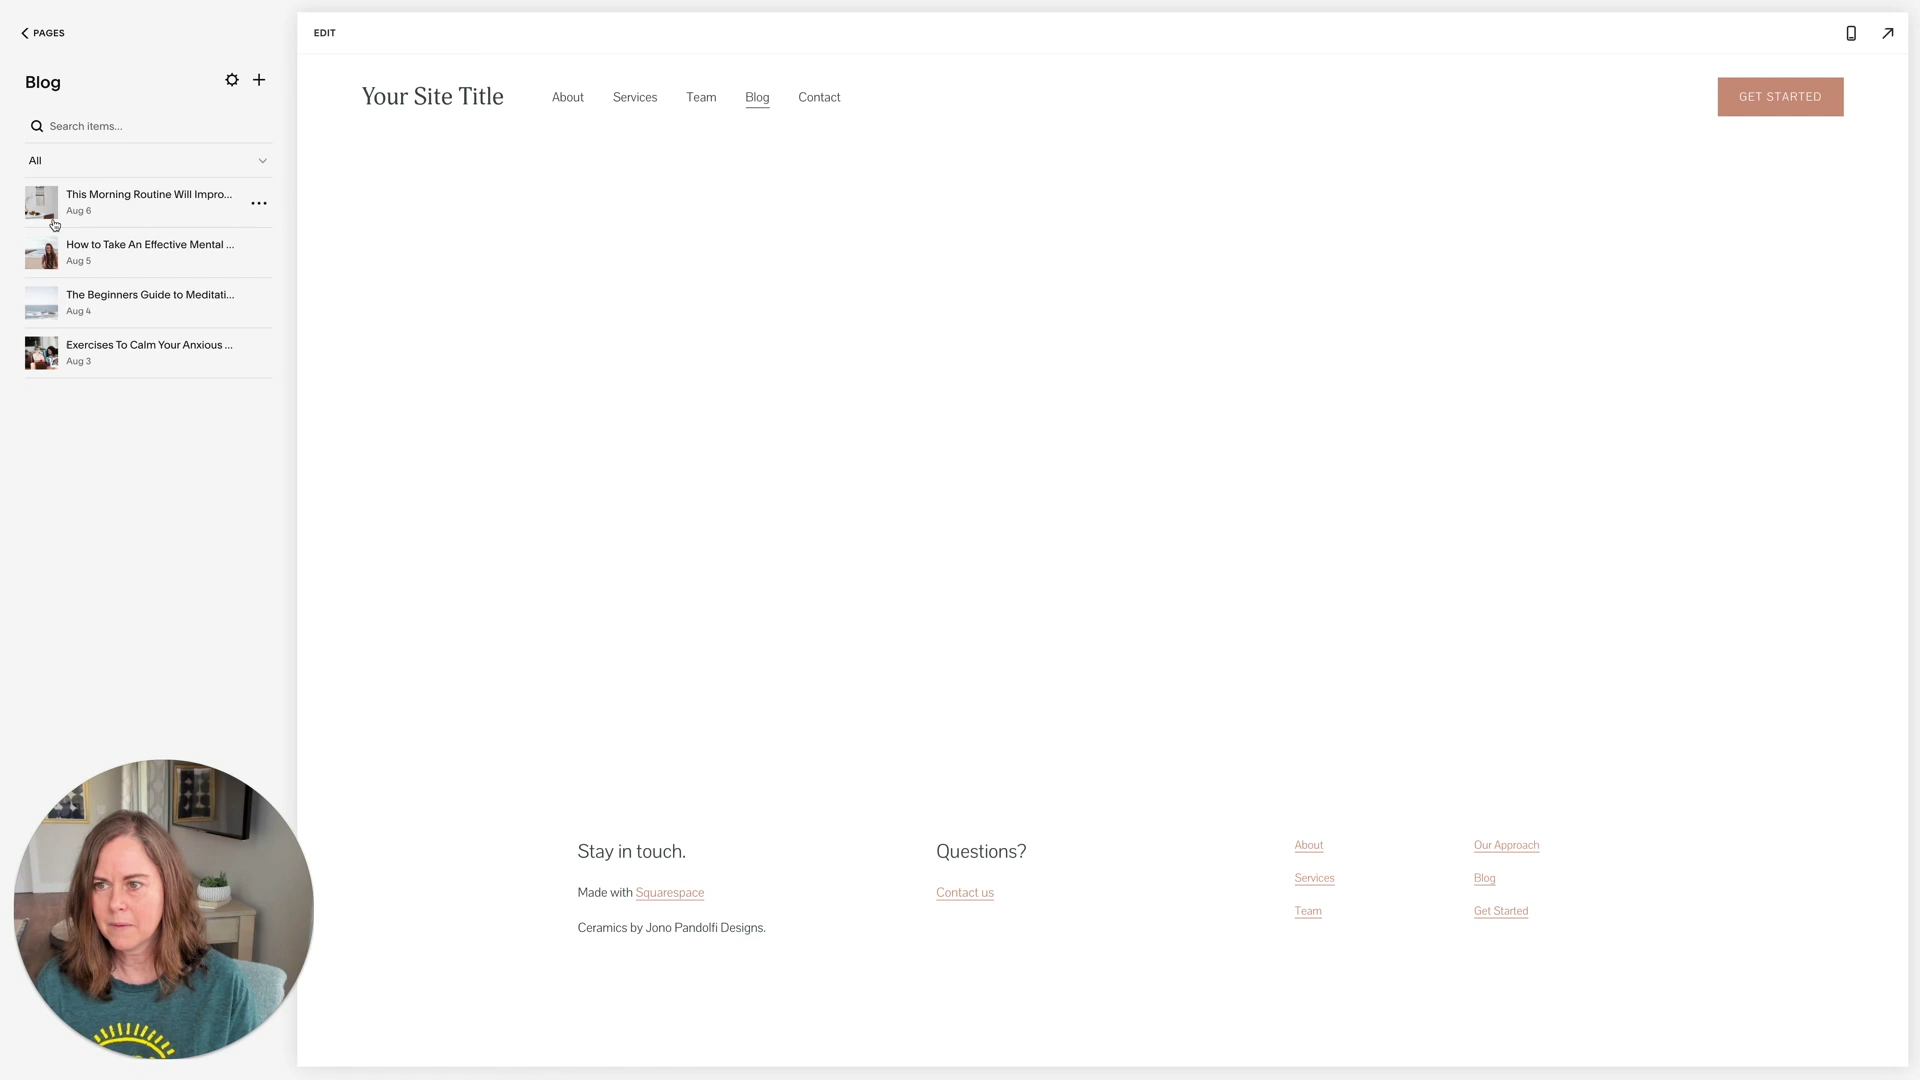 PAGES
Blog
Search items...
All
This Morning Routine Will Impro...
Aug 6
How to Take An Effective Mental ...
Aug 5
The Beginners Guide to Meditati...
Aug 4
Exercises To Calm Your Anxious ...
Aug 3
EDIT
Your Site Title
About
Services
Team
Blog
Contact
GET STARTED
Stay in touch.
Made with Squarespace
Ceramics by Jono Pandolfi Designs.
Questions?
Contact us
About
Services
Team
Our Approach
Blog
Get Started